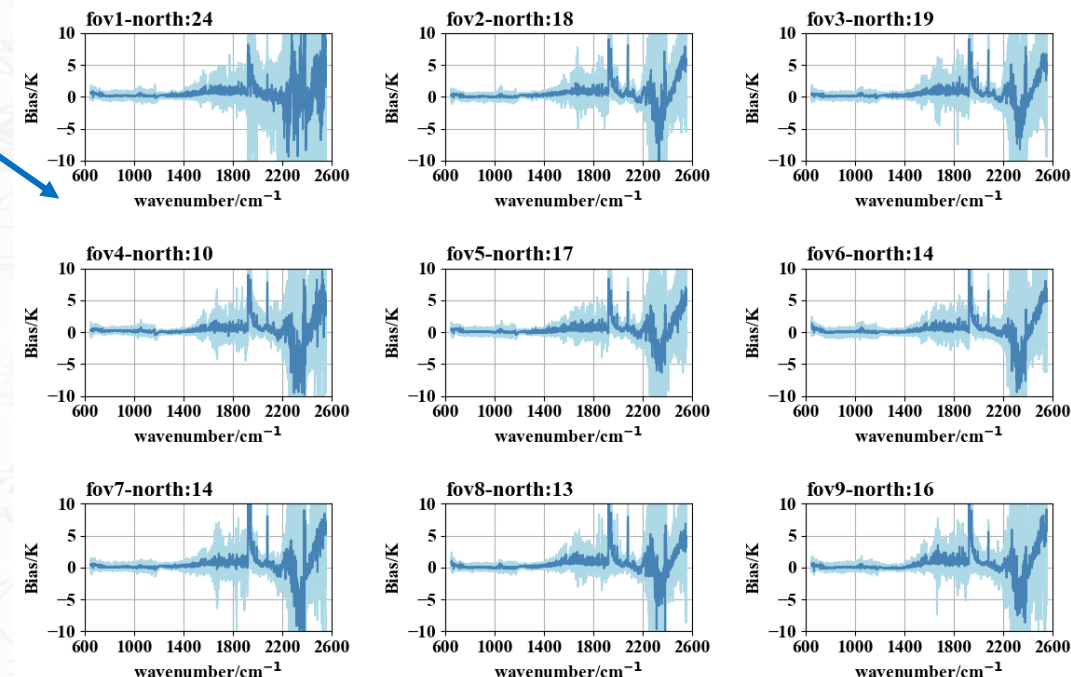 fov1-north:24 fov2-north:18 fov3-north:19
10 10 10
5 5 5
Bias/K 0 Bias/K 0 Bias/K 0
−5 −5 −5
−10 −10 −10
600 1000 1400 1800 2200 2600 600 1000 1400 1800 2200 2600 600 1000 1400 1800 2200 2600
wavenumber/cm⁻¹ wavenumber/cm⁻¹ wavenumber/cm⁻¹
fov4-north:10 fov5-north:17 fov6-north:14
10 10 10
5 5 5
Bias/K 0 Bias/K 0 Bias/K 0
−5 −5 −5
−10 −10 −10
600 1000 1400 1800 2200 2600 600 1000 1400 1800 2200 2600 600 1000 1400 1800 2200 2600
wavenumber/cm⁻¹ wavenumber/cm⁻¹ wavenumber/cm⁻¹
fov7-north:14 fov8-north:13 fov9-north:16
10 10 10
5 5 5
Bias/K 0 Bias/K 0 Bias/K 0
−5 −5 −5
−10 −10 −10
600 1000 1400 1800 2200 2600 600 1000 1400 1800 2200 2600 600 1000 1400 1800 2200 2600
wavenumber/cm⁻¹ wavenumber/cm⁻¹ wavenumber/cm⁻¹